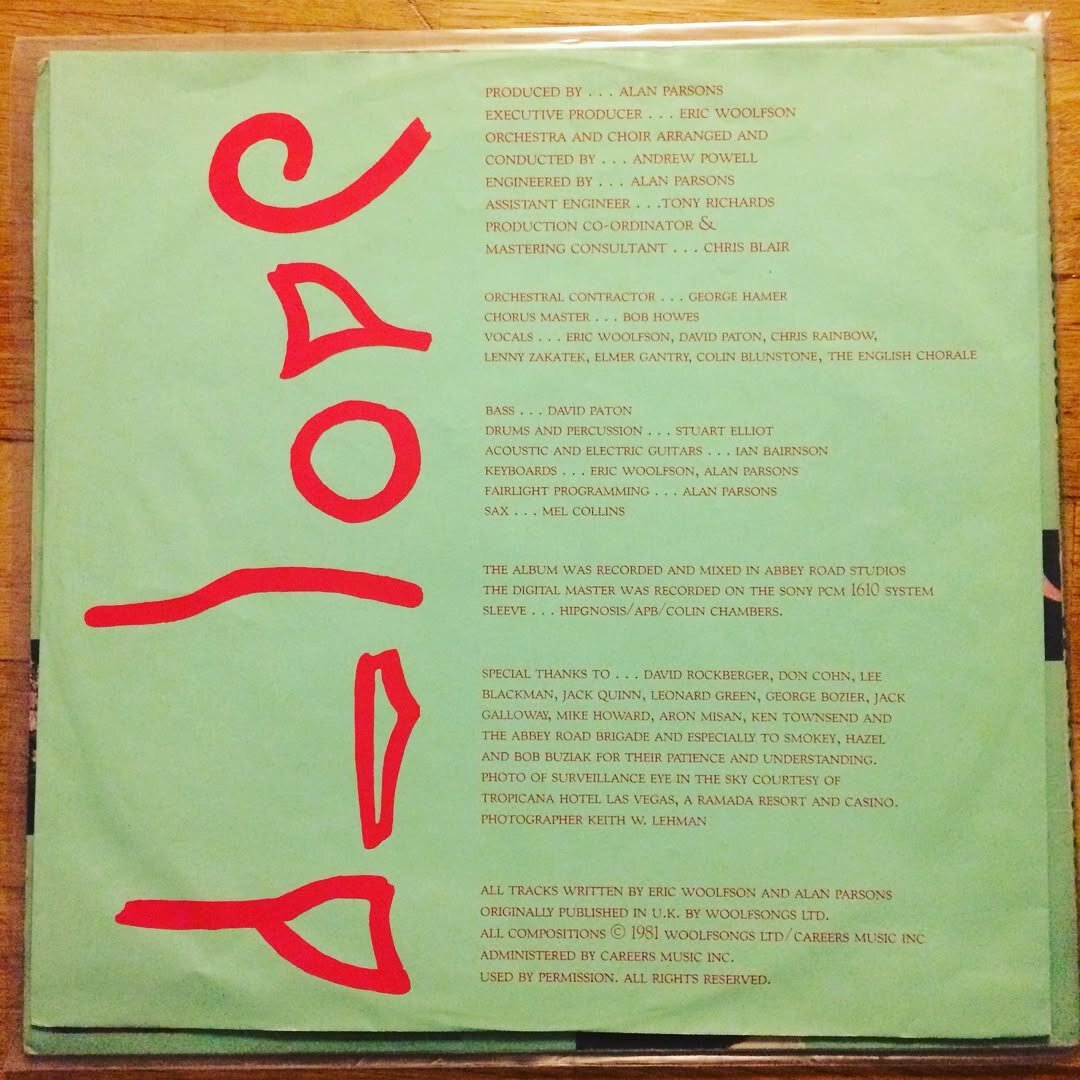 PRODUCED BY . . . ALAN PARSONS
EXECUTIVE PRODUCER . . . ERIC WOOLFSON
ORCHESTRA AND CHOIR ARRANGED AND
CONDUCTED BY . . . ANDREW POWELL
ENGINEERED BY . . . ALAN PARSONS
ASSISTANT ENGINEER . . .TONY RICHARDS
PRODUCTION CO-ORDINATOR &
MASTERING CONSULTANT . . . CHRIS BLAIR
ORCHESTRAL CONTRACTOR . . . GEORGE HAMER
CHORUS MASTER . . . BOB HOWES
VOCALS . . . ERIC WOOLFSON, DAVID PATON, CHRIS RAINBOW,
LENNY ZAKATEK, ELMER GANTRY, COLIN BLUNSTONE, THE ENGLISH CHORALE
BASS . . . DAVID PATON
DRUMS AND PERCUSSION . . . STUART ELLIOT
ACOUSTIC AND ELECTRIC GUITARS . . . IAN BAIRNSON
KEYBOARDS . . . ERIC WOOLFSON, ALAN PARSONS
FAIRLIGHT PROGRAMMING . . . ALAN PARSONS
SAX . . . MEL COLLINS
THE ALBUM WAS RECORDED AND MIXED IN ABBEY ROAD STUDIOS
THE DIGITAL MASTER WAS RECORDED ON THE SONY PCM 1610 SYSTEM
SLEEVE . . . HIPGNOSIS/APB/COLIN CHAMBERS.
SPECIAL THANKS TO . . . DAVID ROCKBERGER, DON COHN, LEE
BLACKMAN, JACK QUINN, LEONARD GREEN, GEORGE BOZIER, JACK
GALLOWAY, MIKE HOWARD, ARON MISAN, KEN TOWNSEND AND
THE ABBEY ROAD BRIGADE AND ESPECIALLY TO SMOKEY, HAZEL
AND BOB BUZIAK FOR THEIR PATIENCE AND UNDERSTANDING.
PHOTO OF SURVEILLANCE EYE IN THE SKY COURTESY OF
TROPICANA HOTEL LAS VEGAS, A RAMADA RESORT AND CASINO.
PHOTOGRAPHER KEITH W. LEHMAN
ALL TRACKS WRITTEN BY ERIC WOOLFSON AND ALAN PARSONS
ORIGINALLY PUBLISHED IN U.K. BY WOOLFSONGS LTD.
ALL COMPOSITIONS © 1981 WOOLFSONGS LTD/CAREERS MUSIC INC
ADMINISTERED BY CAREERS MUSIC INC.
USED BY PERMISSION. ALL RIGHTS RESERVED.